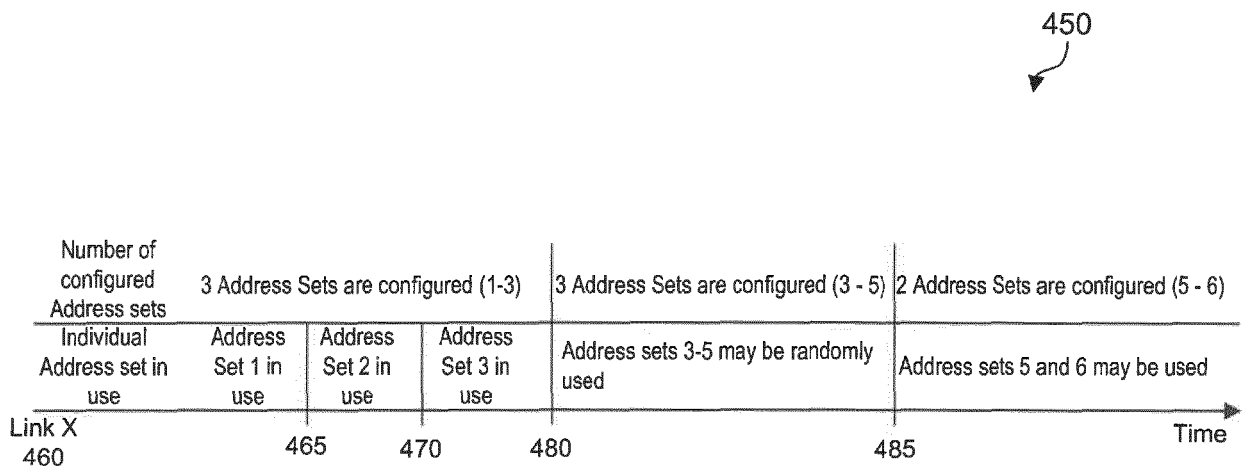 450
Number of
configured
Address sets
3 Address Sets are configured (1-3)
3 Address Sets are configured (3 - 5)
2 Address Sets are configured (5 - 6)
Individual
Address set in
use
Address
Set 1 in
use
Address
Set 2 in
use
Address
Set 3 in
use
Address sets 3-5 may be randomly
used
Address sets 5 and 6 may be used
Link X
460
465
470
480
485
Time